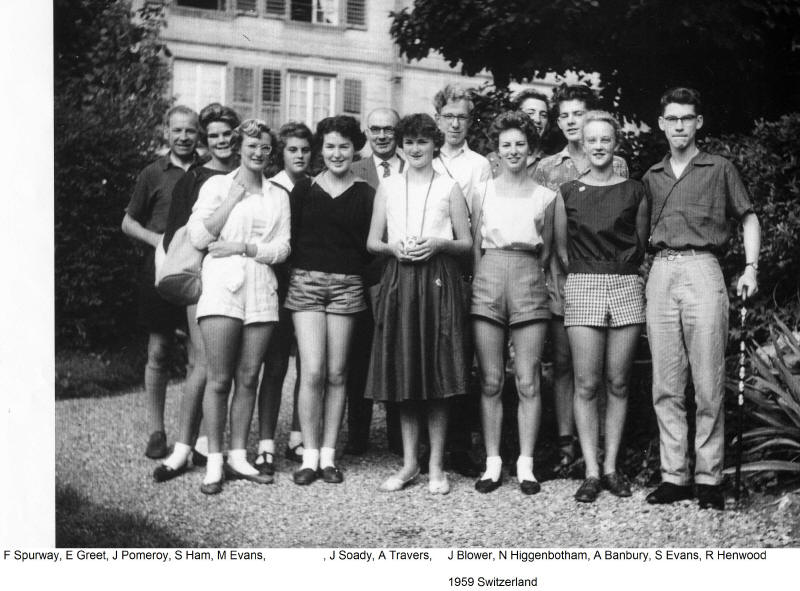 F Spurway, E Greet, J Pomeroy, S Ham, M Evans, , J Soady, A Travers, J Blower, N Higgenbotham, A Banbury, S Evans, R Henwood
1959 Switzerland